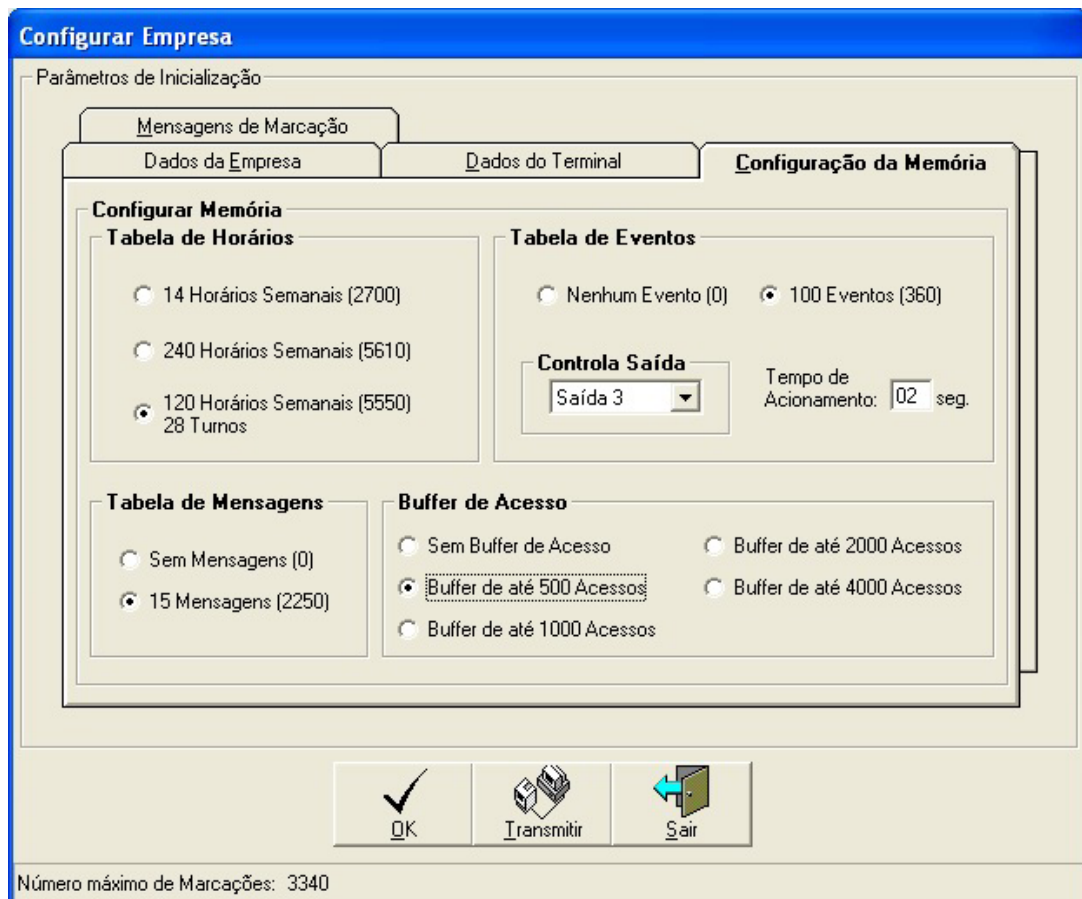 Configurar Empresa
Parâmetros de Inicialização
Mensagens de Marcação
Dados da Empresa
Dados do Terminal
Configuração da Memória
Configurar Memória
Tabela de Horários
14 Horários Semanais (2700)
240 Horários Semanais (5610)
120 Horários Semanais (5550)
28 Turnos
Tabela de Eventos
Nenhum Evento (0)
100 Eventos (360)
Controla Saída
Saída 3
Tempo de
Acionamento: 02 seg.
Tabela de Mensagens
Sem Mensagens (0)
15 Mensagens (2250)
Buffer de Acesso
Sem Buffer de Acesso
Buffer de até 500 Acessos
Buffer de até 1000 Acessos
Buffer de até 2000 Acessos
Buffer de até 4000 Acessos
OK
Transmitir
Sair
Número máximo de Marcações: 3340